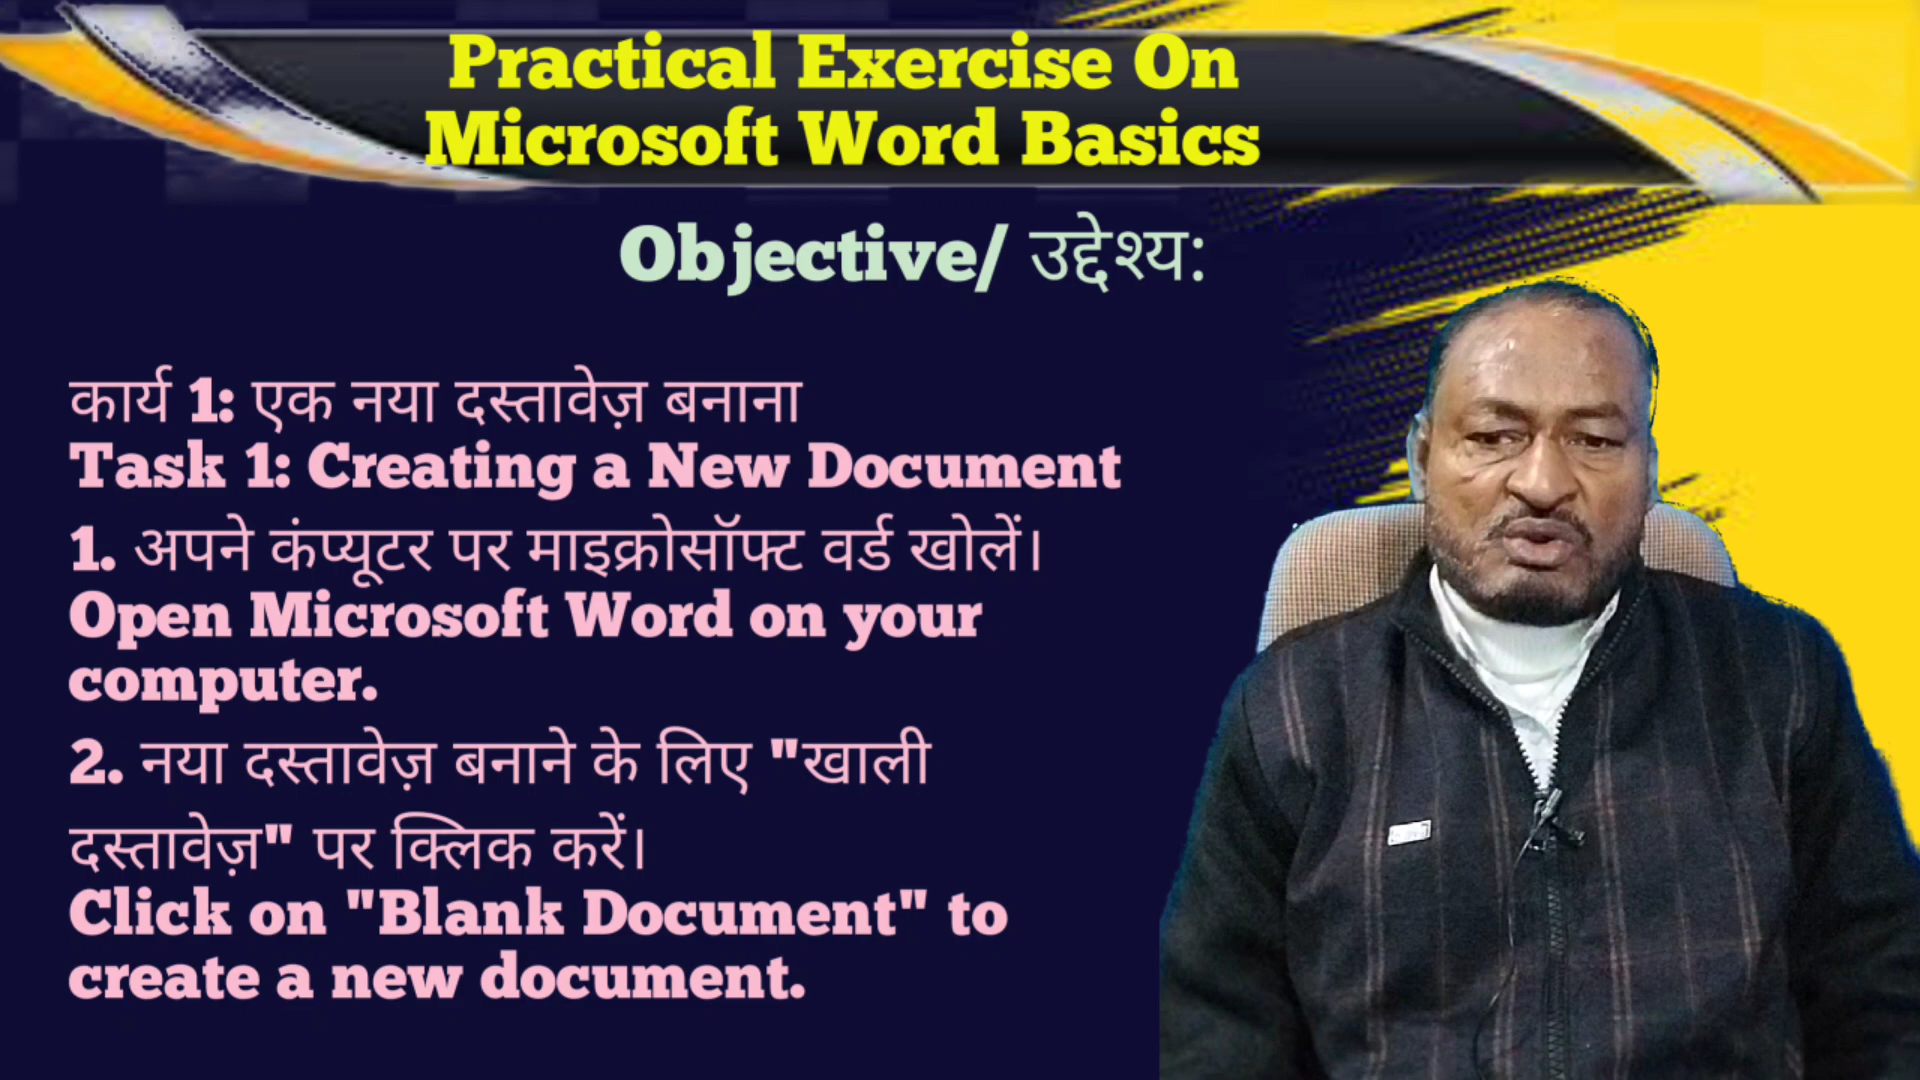 Practical Exercise On
Microsoft Word Basics
Objective/ उद्देश्य:
कार्य 1: एक नया दस्तावेज़ बनाना
Task 1: Creating a New Document
1. अपने कंप्यूटर पर माइक्रोसॉफ्ट वर्ड खोलें।
Open Microsoft Word on your
computer.
2. नया दस्तावेज़ बनाने के लिए "खाली
दस्तावेज़" पर क्लिक करें।
Click on "Blank Document" to
create a new document.